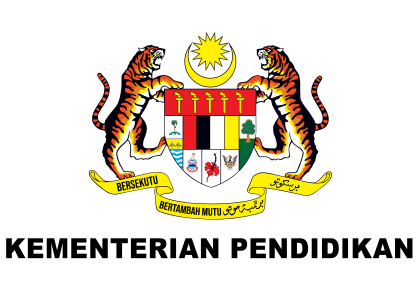 BERSEKUTU
BERTAMBAH MUTU
KEMENTERIAN PENDIDIKAN